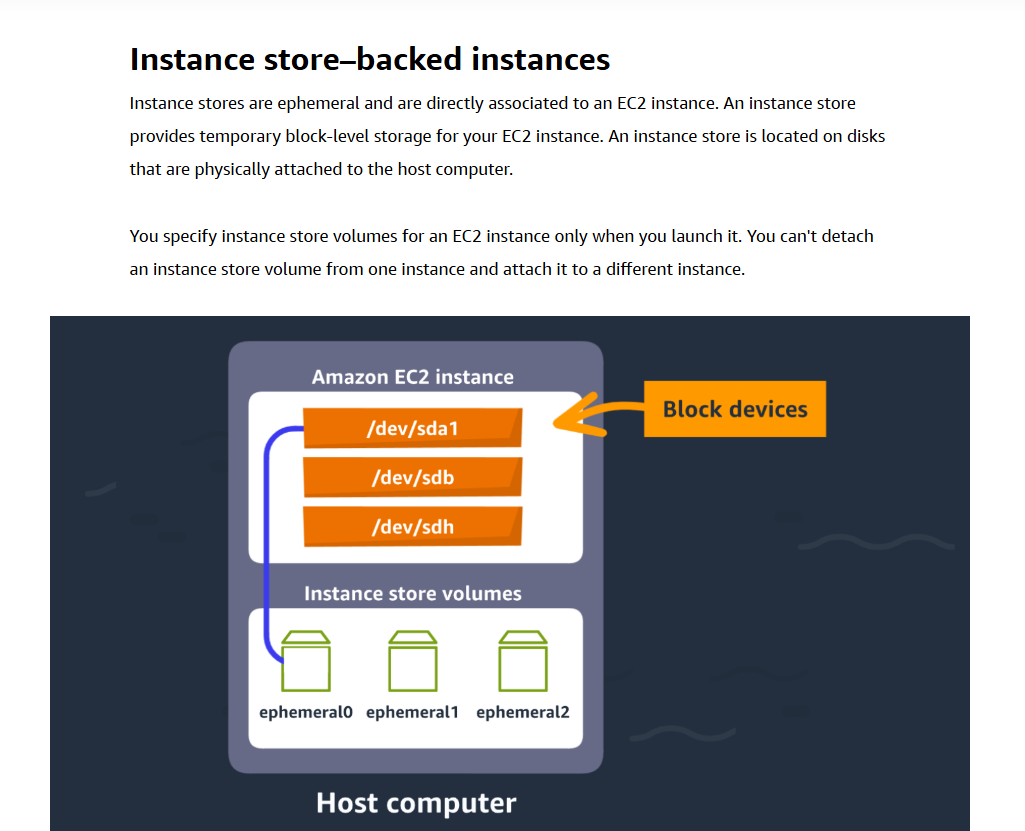 Instance store–backed instances
Instance stores are ephemeral and are directly associated to an EC2 instance. An instance store
provides temporary block-level storage for your EC2 instance. An instance store is located on disks
that are physically attached to the host computer.
You specify instance store volumes for an EC2 instance only when you launch it. You can't detach
an instance store volume from one instance and attach it to a different instance.
Amazon EC2 instance
Block devices
/dev/sda1
/dev/sdb
/dev/sdh
Instance store volumes
ephemeral0 ephemeral1 ephemeral2
Host computer